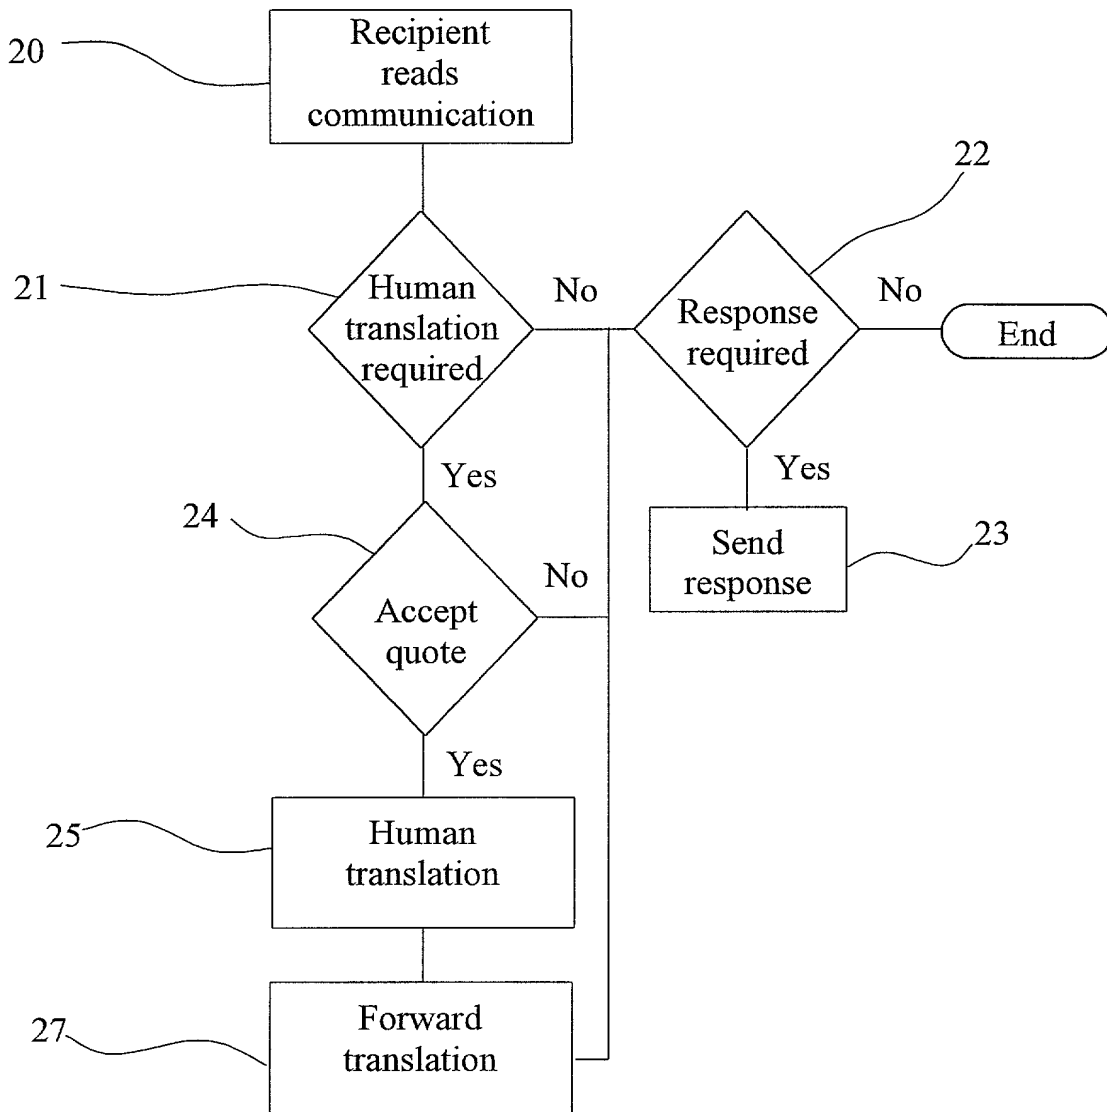 20
Recipient
reads
communication
22
21
Human
translation
required
No
Response
required
No
End
Yes
Yes
24
Accept
quote
No
Send
response
23
Yes
25
Human
translation
27
Forward
translation